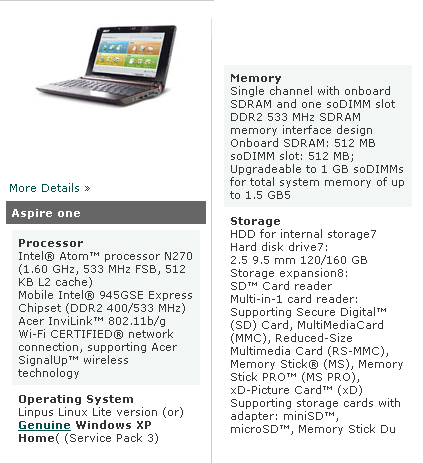 More Details »
Aspire one
Processor
Intel® Atom™ processor N270
(1.60 GHz, 533 MHz FSB, 512
KB L2 cache)
Mobile Intel® 945GSE Express
Chipset (DDR2 400/533 MHz)
Acer InviLink™ 802.11b/g
Wi-Fi CERTIFIED® network
connection, supporting Acer
SignalUp™ wireless
technology
Operating System
Linpus Linux Lite version (or)
Genuine Windows XP
Home( (Service Pack 3)
Memory
Single channel with onboard
SDRAM and one soDIMM slot
DDR2 533 MHz SDRAM
memory interface design
Onboard SDRAM: 512 MB
soDIMM slot: 512 MB;
Upgradeable to 1 GB soDIMMs
for total system memory of up
to 1.5 GB5
Storage
HDD for internal storage7
Hard disk drive7:
2.5 9.5 mm 120/160 GB
Storage expansion8:
SD™ Card reader
Multi-in-1 card reader:
Supporting Secure Digital™
(SD) Card, MultiMediaCard
(MMC), Reduced-Size
Multimedia Card (RS-MMC),
Memory Stick® (MS), Memory
Stick PRO™ (MS PRO),
xD-Picture Card™ (xD)
Supporting storage cards with
adapter: miniSD™,
microSD™, Memory Stick Du